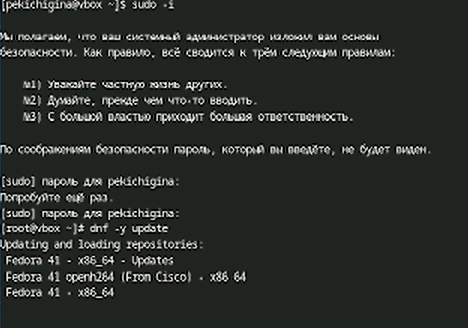 [pekichigina@vbox ~]$ sudo -i
Мы полагаем, что ваш системный администратор изложил вам основы
безопасности. Как правило, всё сводится к трём следующим правилам:
№1) Уважайте частную жизнь других.
№2) Думайте, прежде чем что-то вводить.
№3) С большой властью приходит большая ответственность.
По соображениям безопасности пароль, который вы введёте, не будет виден.
[sudo] пароль для pekichigina:
Попробуйте ещё раз.
[sudo] пароль для pekichigina:
[root@vbox ~]# dnf -y update
Updating and loading repositories:
Fedora 41 - x86_64 - Updates
Fedora 41 openh264 (From Cisco) - x86_64
Fedora 41 - x86_64